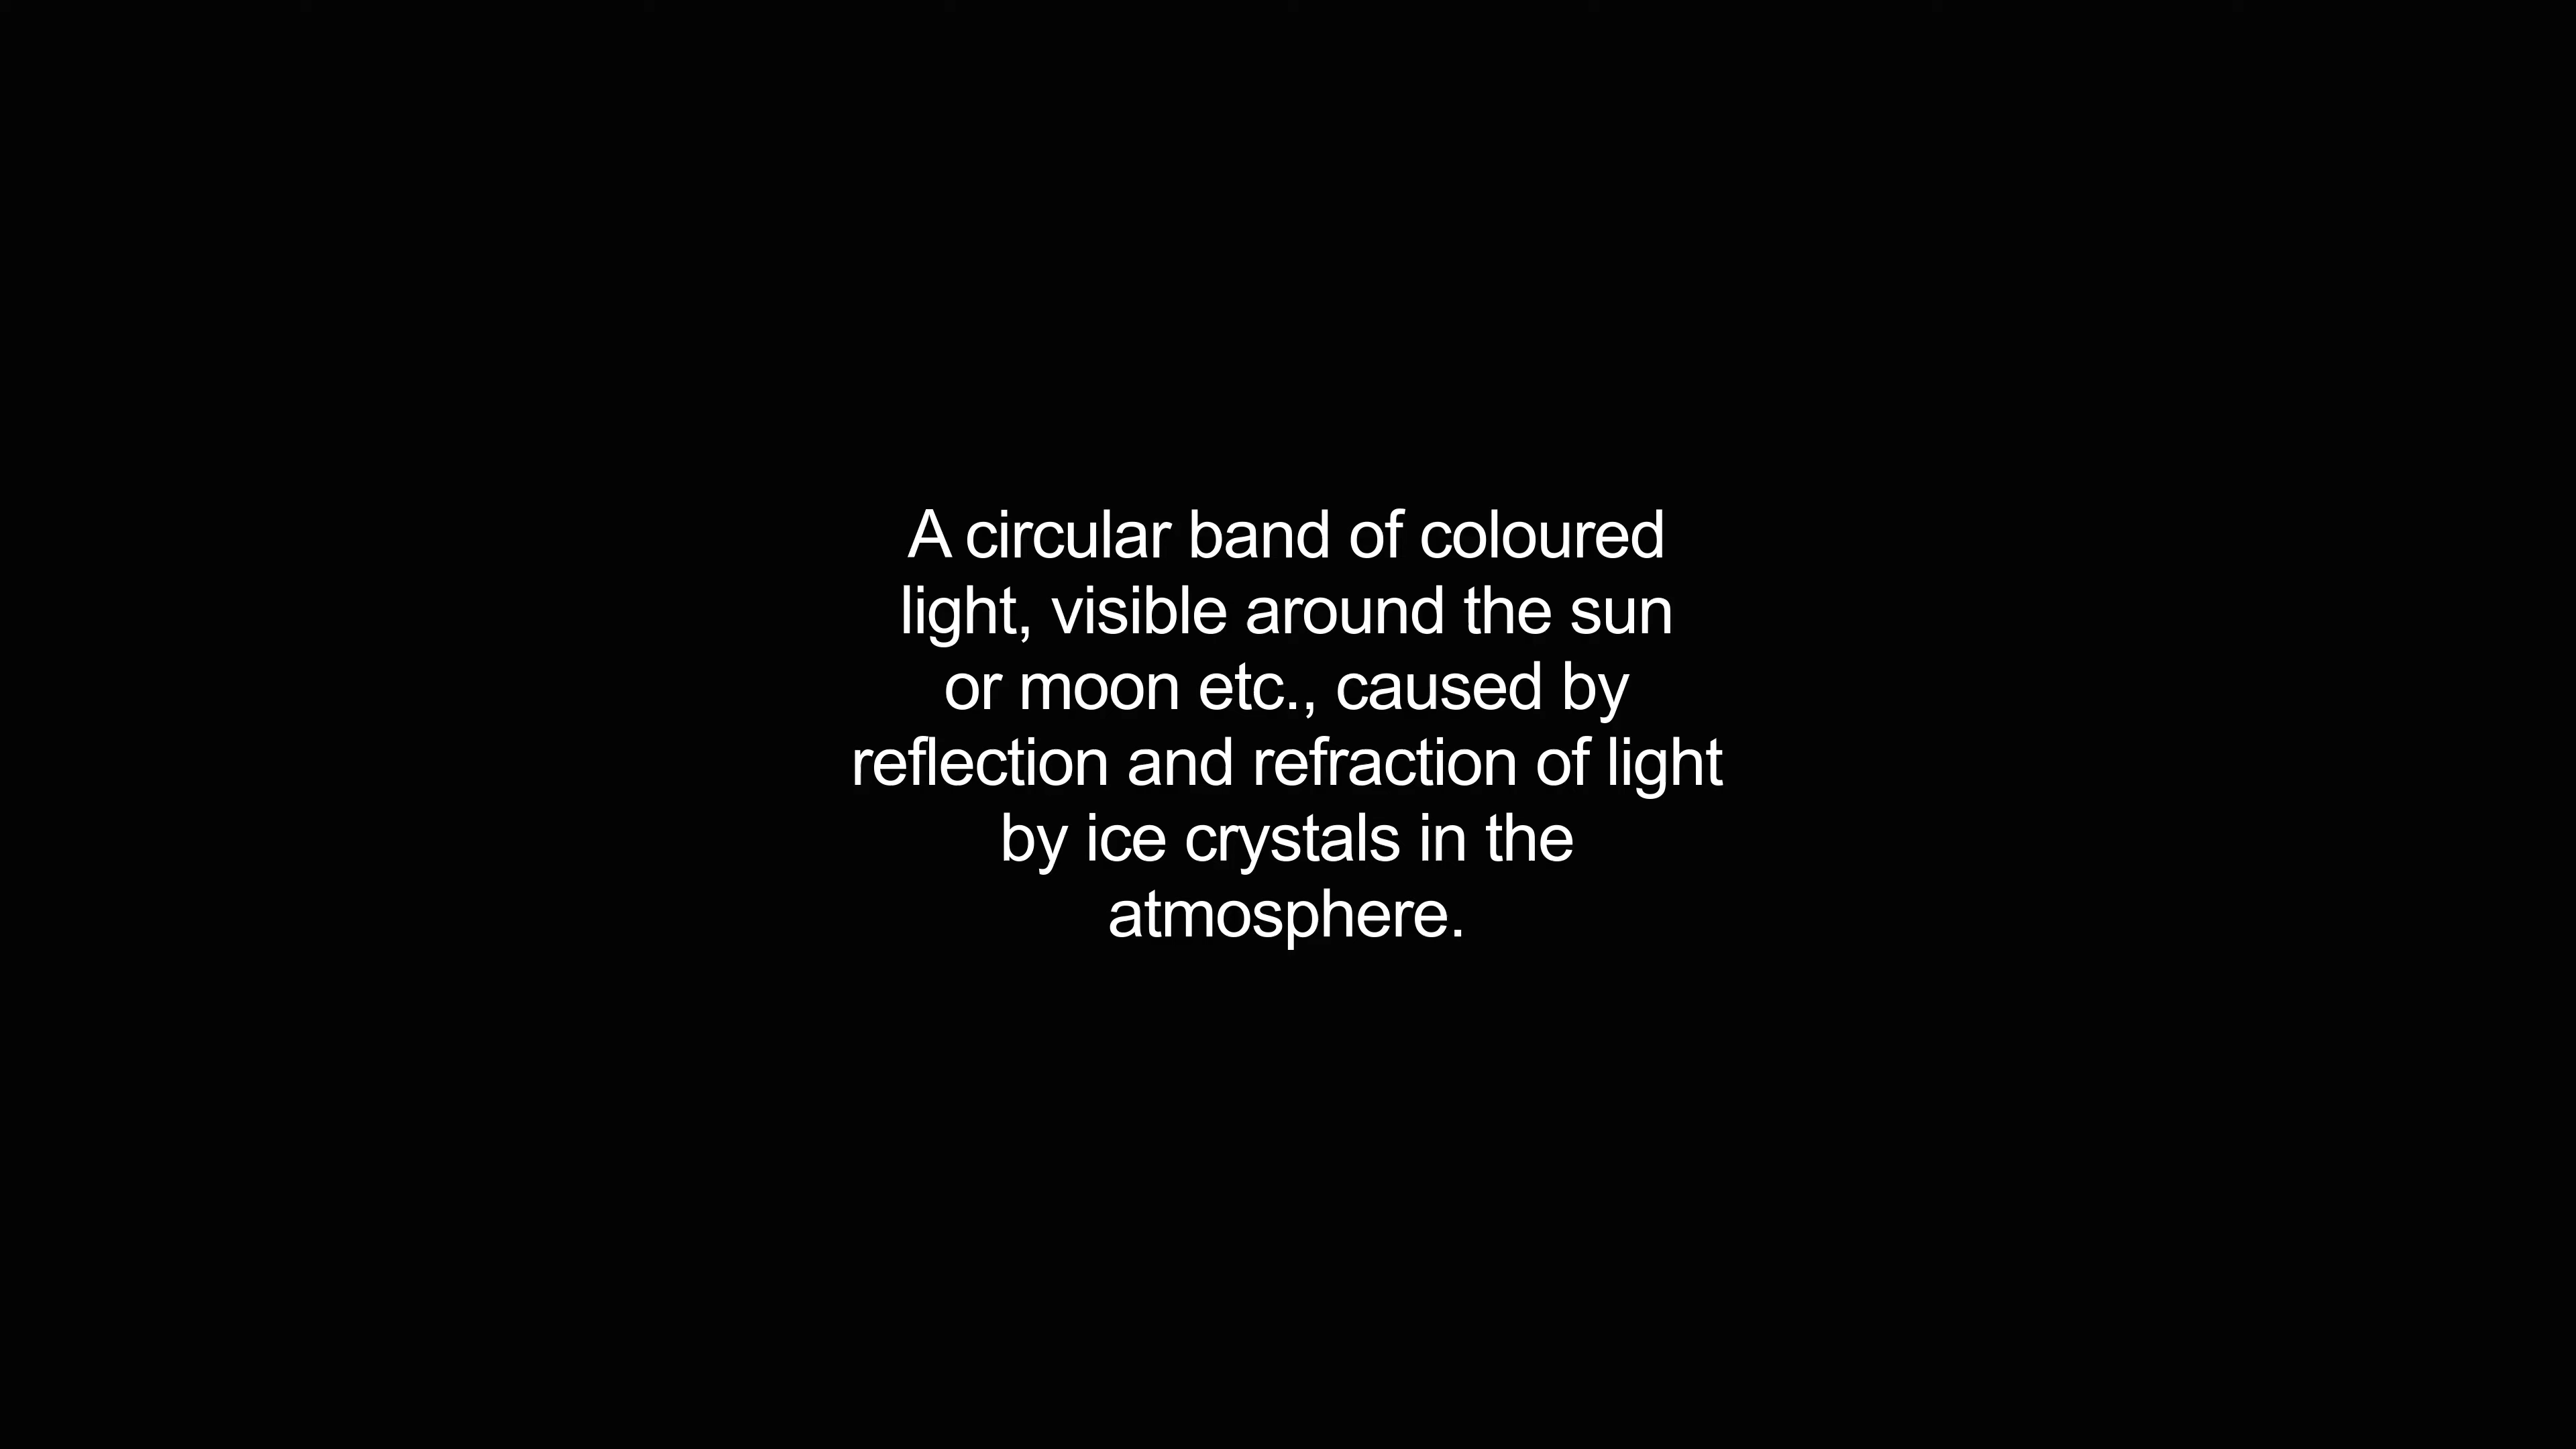 A circular band of coloured
light, visible around the sun
or moon etc., caused by
reflection and refraction of light
by ice crystals in the
atmosphere.